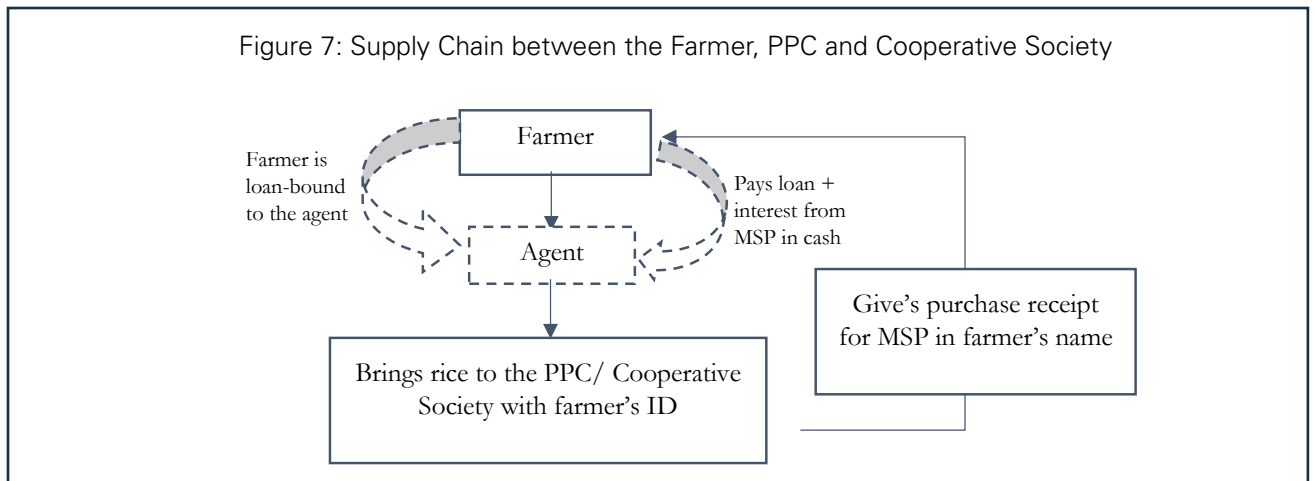 Figure 7: Supply Chain between the Farmer, PPC and Cooperative Society
Farmer
Farmer is
loan-bound
to the agent
Pays loan +
interest from
MSP in cash
Agent
Give's purchase receipt
for MSP in farmer's name
Brings rice to the PPC/ Cooperative
Society with farmer's ID